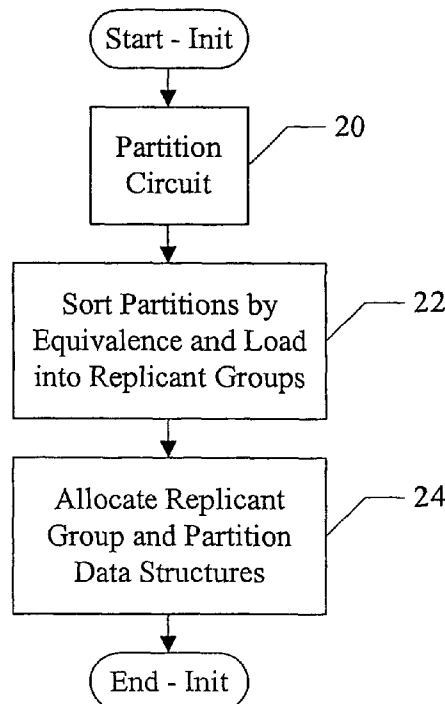 Start - Init
20
Partition
Circuit
22
Sort Partitions by
Equivalence and Load
into Replicant Groups
24
Allocate Replicant
Group and Partition
Data Structures
End - Init